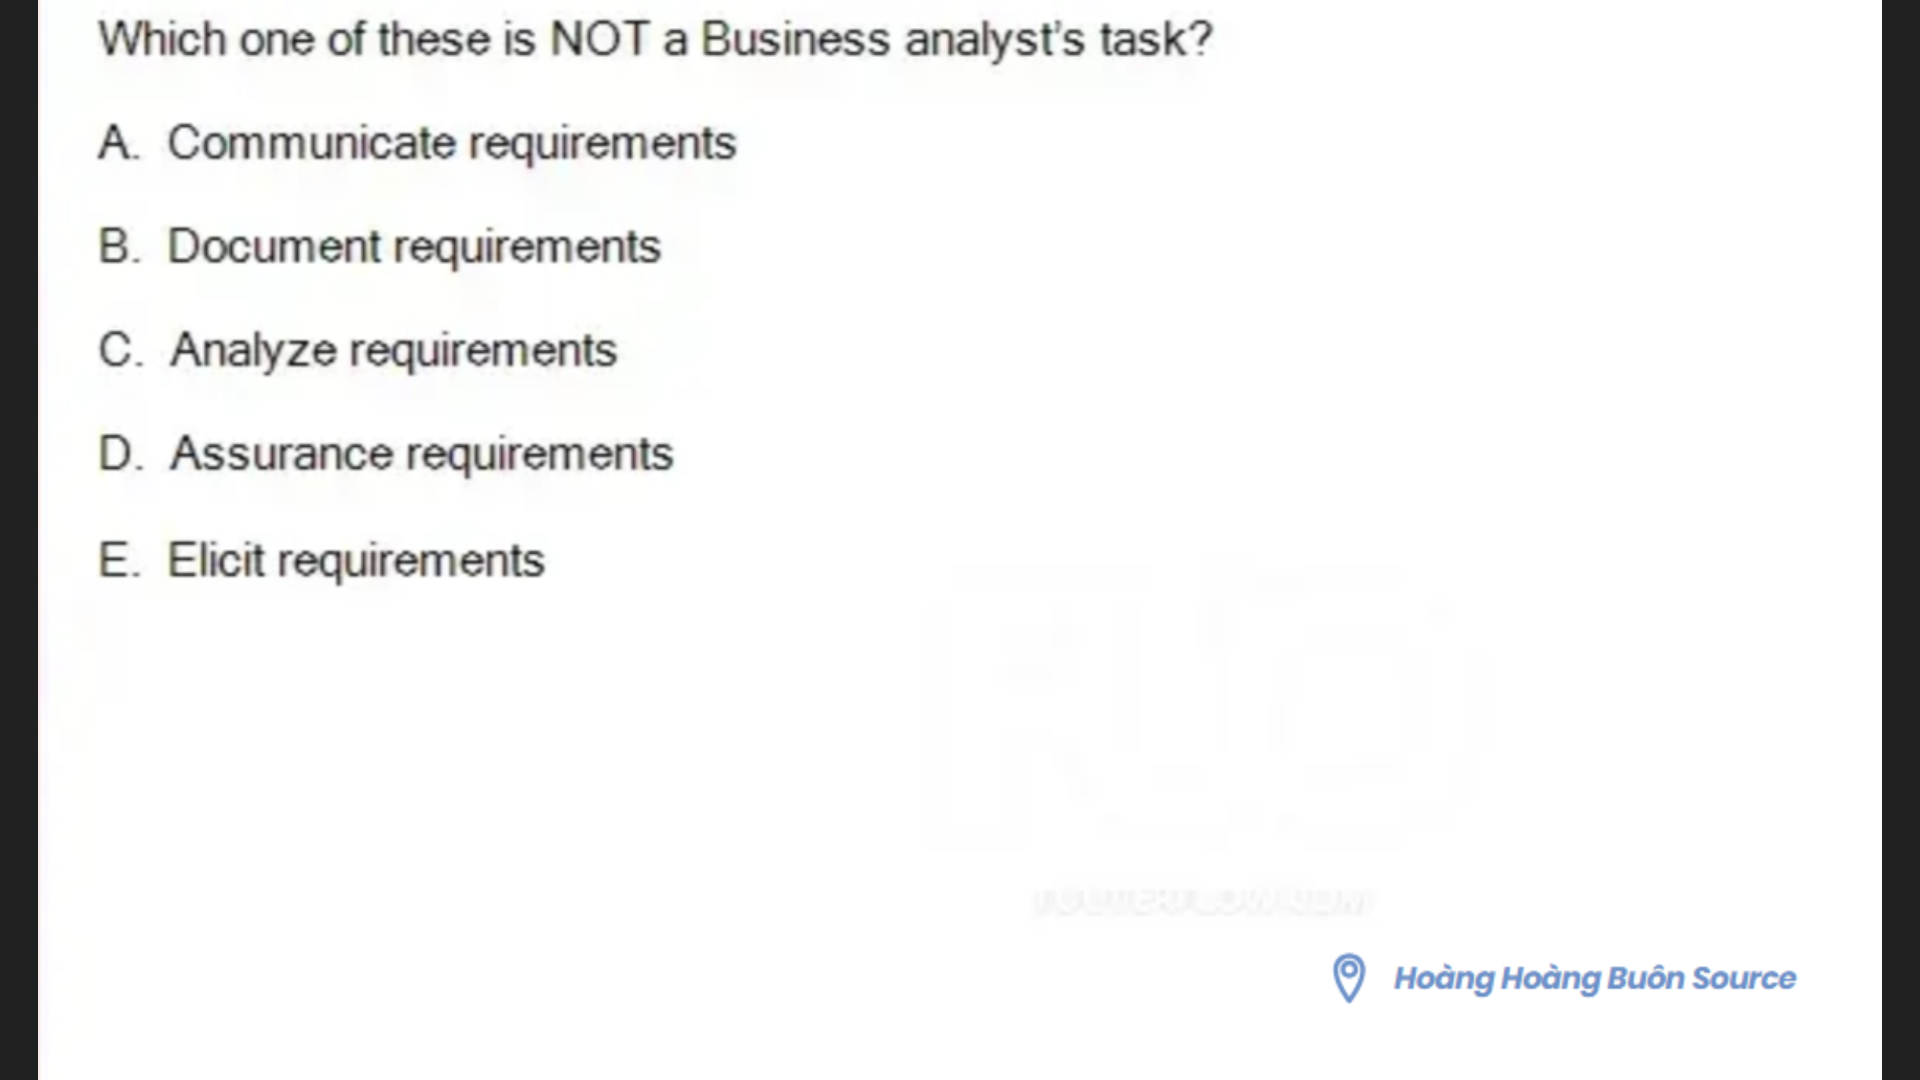 Which one of these is NOT a Business analyst's task?
A. Communicate requirements
B. Document requirements
C. Analyze requirements
D. Assurance requirements
E. Elicit requirements
Hoàng Hoàng Buôn Source